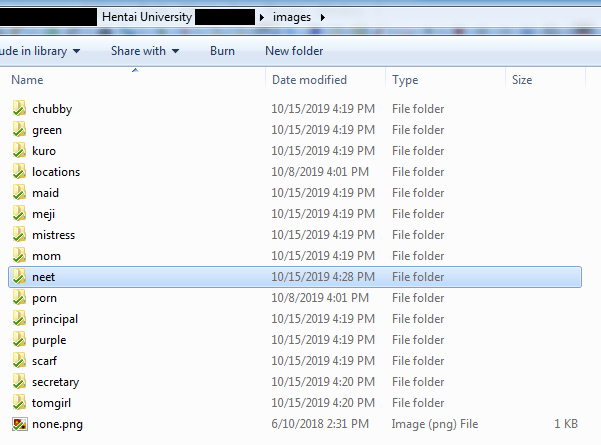 Hentai University images
ude in library Share with Burn New folder
Name Date modified Type Size
chubby 10/15/2019 4:19 PM File folder
green 10/15/2019 4:19 PM File folder
kuro 10/15/2019 4:19 PM File folder
locations 10/8/2019 4:01 PM File folder
maid 10/15/2019 4:19 PM File folder
meji 10/15/2019 4:19 PM File folder
mistress 10/15/2019 4:19 PM File folder
mom 10/15/2019 4:19 PM File folder
neet 10/15/2019 4:28 PM File folder
porn 10/8/2019 4:01 PM File folder
principal 10/15/2019 4:19 PM File folder
purple 10/15/2019 4:19 PM File folder
scarf 10/15/2019 4:19 PM File folder
secretary 10/15/2019 4:20 PM File folder
tomgirl 10/15/2019 4:20 PM File folder
none.png 6/10/2018 2:31 PM Image (png) File 1 KB